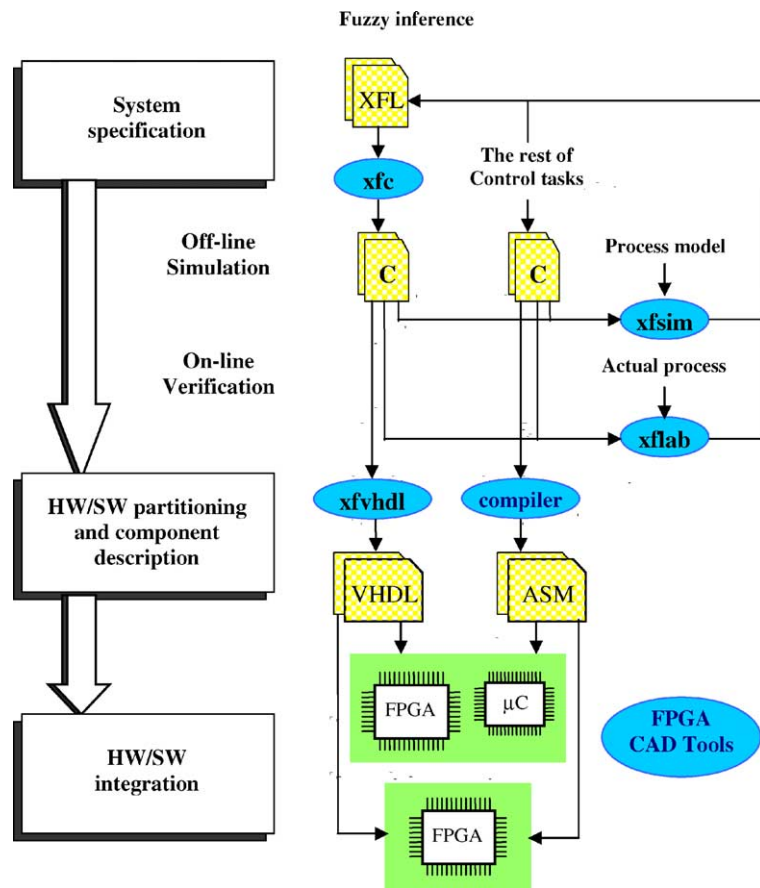 Fuzzy inference
System
specification
XFL
xfc
The rest of
Control tasks
Off-line
Simulation
C
C
Process model
xfsim
On-line
Verification
Actual process
xflab
HW/SW partitioning
and component
description
xfvhdl
compiler
VHDL
ASM
FPGA
µC
FPGA
CAD Tools
HW/SW
integration
FPGA